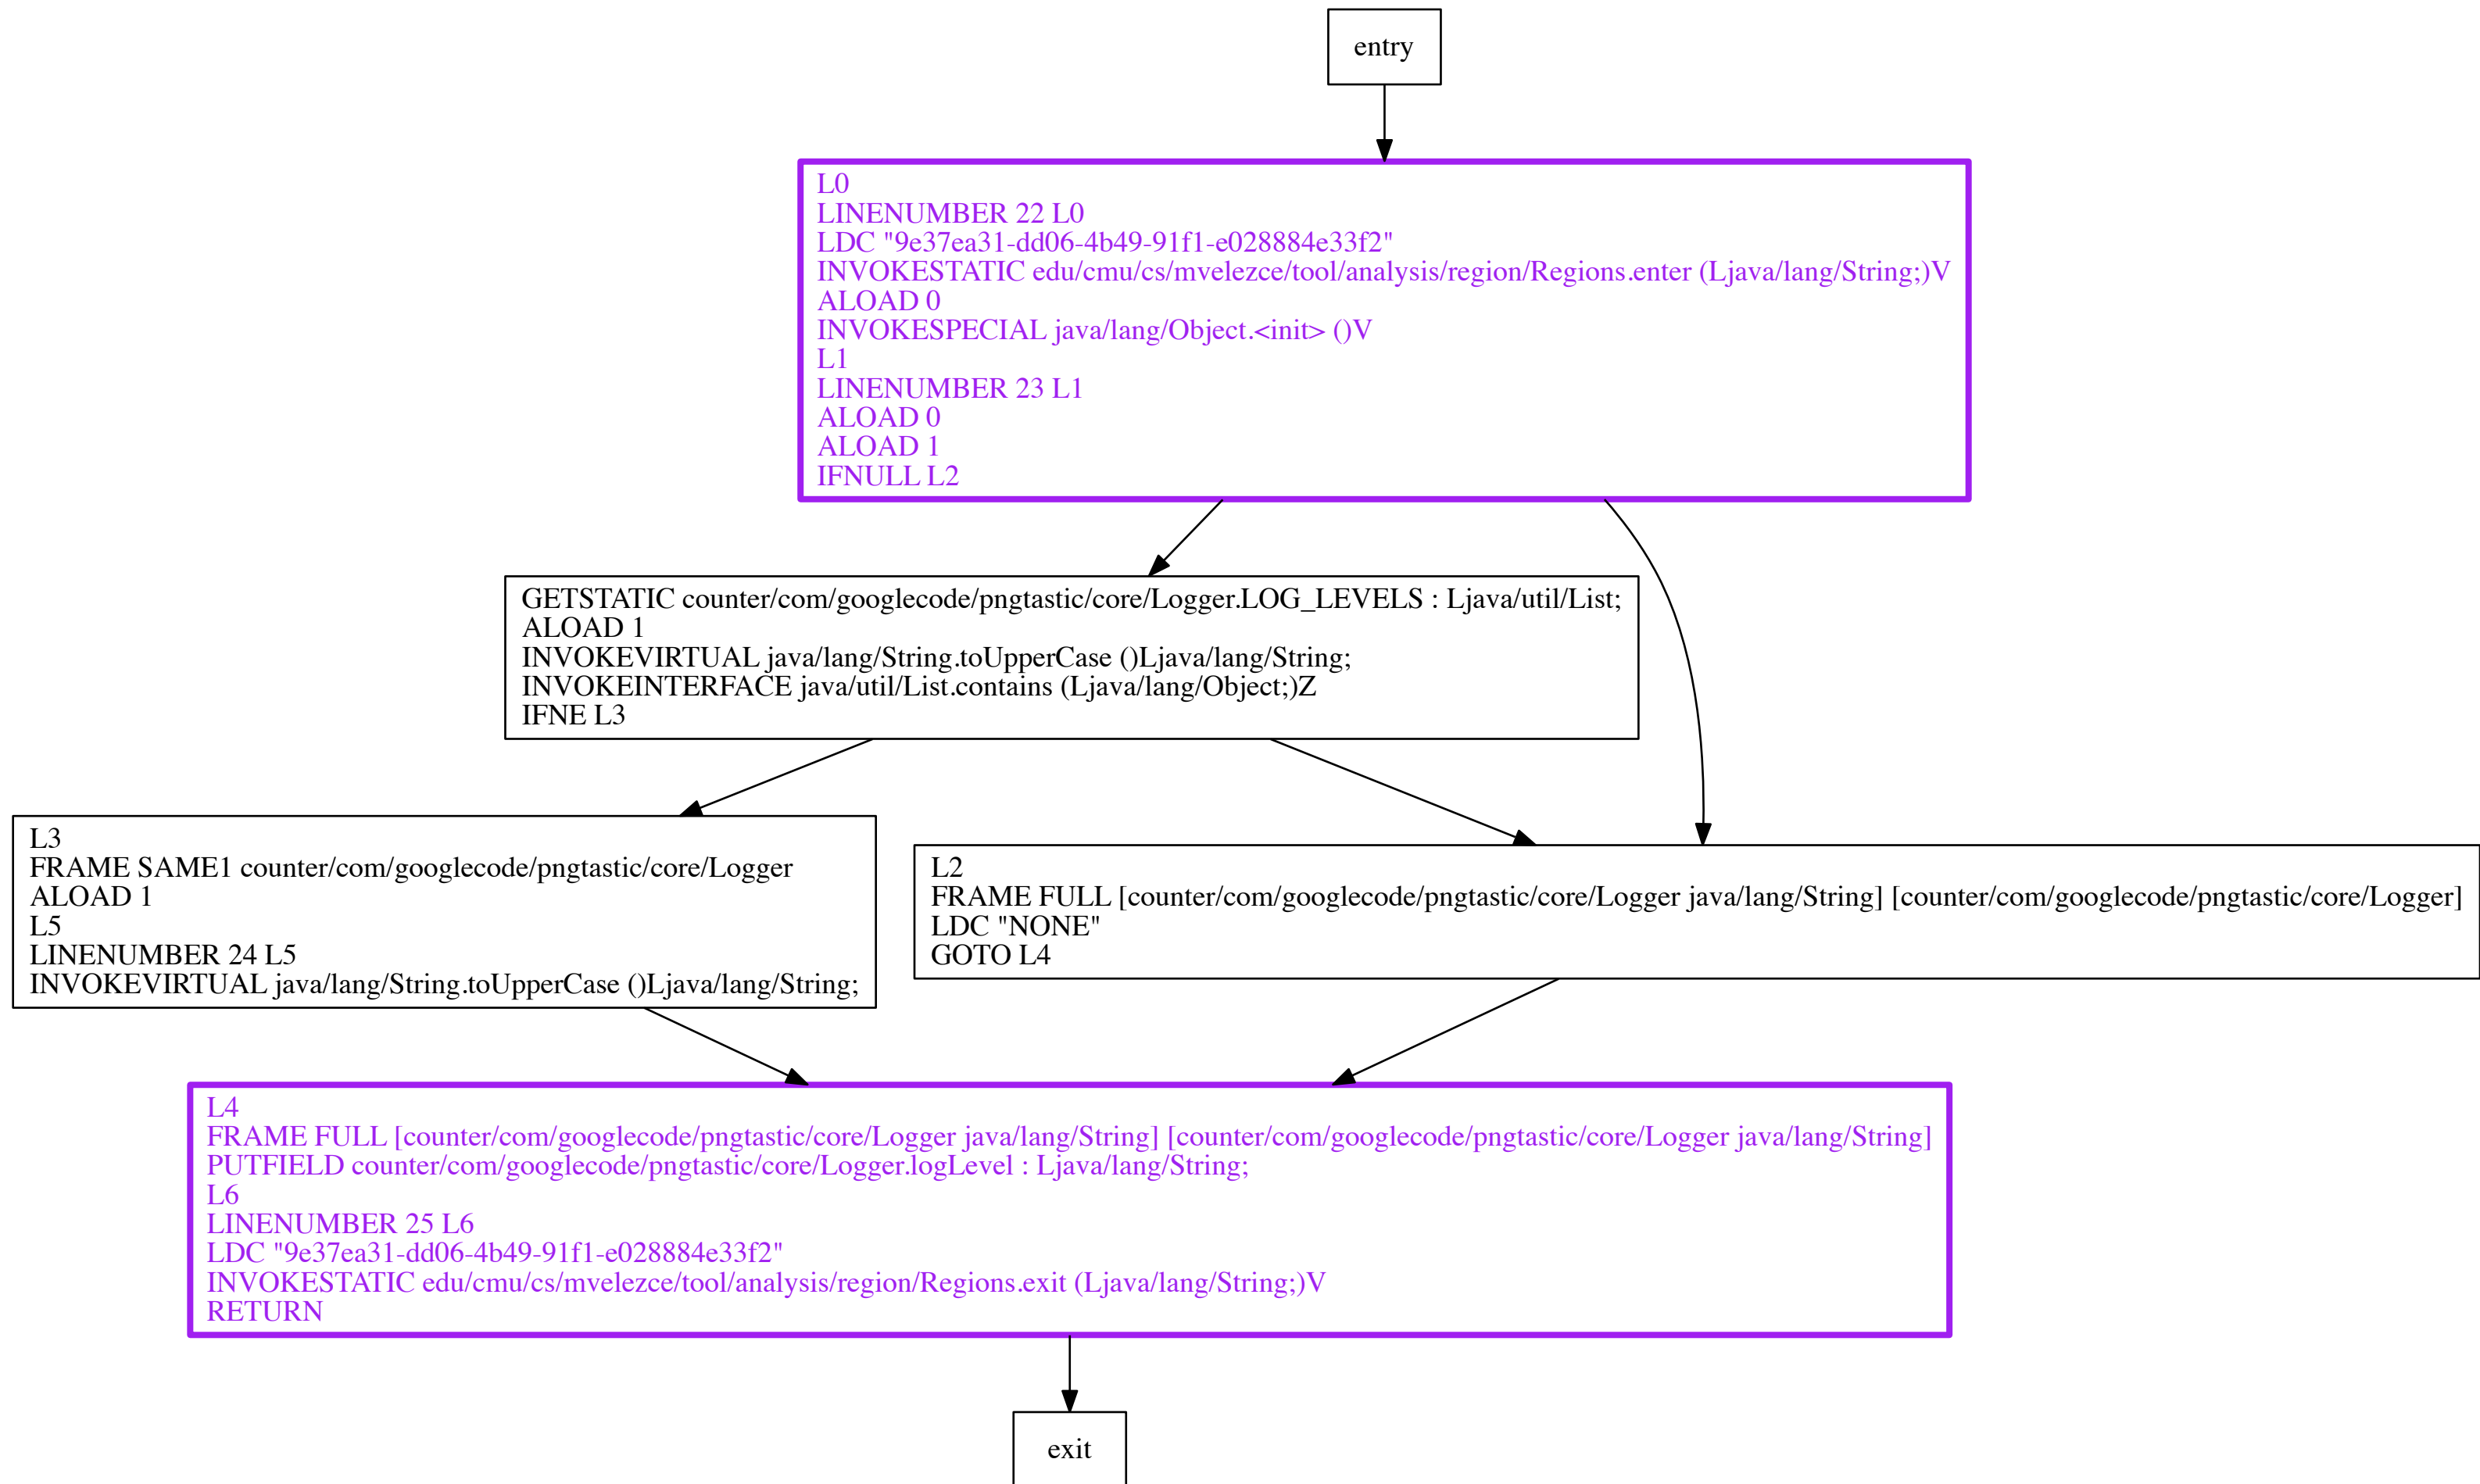 entry
L0
LINENUMBER 22 L0
LDC "9e37ea31-dd06-4b49-91f1-e028884e33f2"
INVOKESTATIC edu/cmu/cs/mvelezce/tool/analysis/region/Regions.enter (Ljava/lang/String;)V
ALOAD 0
INVOKESPECIAL java/lang/Object.<init> ()V
L1
LINENUMBER 23 L1
ALOAD 0
ALOAD 1
IFNULL L2
GETSTATIC counter/com/googlecode/pngtastic/core/Logger.LOG_LEVELS : Ljava/util/List;
ALOAD 1
INVOKEVIRTUAL java/lang/String.toUpperCase ()Ljava/lang/String;
INVOKEINTERFACE java/util/List.contains (Ljava/lang/Object;)Z
IFNE L3
L3
FRAME SAME1 counter/com/googlecode/pngtastic/core/Logger
ALOAD 1
L5
LINENUMBER 24 L5
INVOKEVIRTUAL java/lang/String.toUpperCase ()Ljava/lang/String;
L2
FRAME FULL [counter/com/googlecode/pngtastic/core/Logger java/lang/String] [counter/com/googlecode/pngtastic/core/Logger]
LDC "NONE"
GOTO L4
L4
FRAME FULL [counter/com/googlecode/pngtastic/core/Logger java/lang/String] [counter/com/googlecode/pngtastic/core/Logger java/lang/String]
PUTFIELD counter/com/googlecode/pngtastic/core/Logger.logLevel : Ljava/lang/String;
L6
LINENUMBER 25 L6
LDC "9e37ea31-dd06-4b49-91f1-e028884e33f2"
INVOKESTATIC edu/cmu/cs/mvelezce/tool/analysis/region/Regions.exit (Ljava/lang/String;)V
RETURN
exit